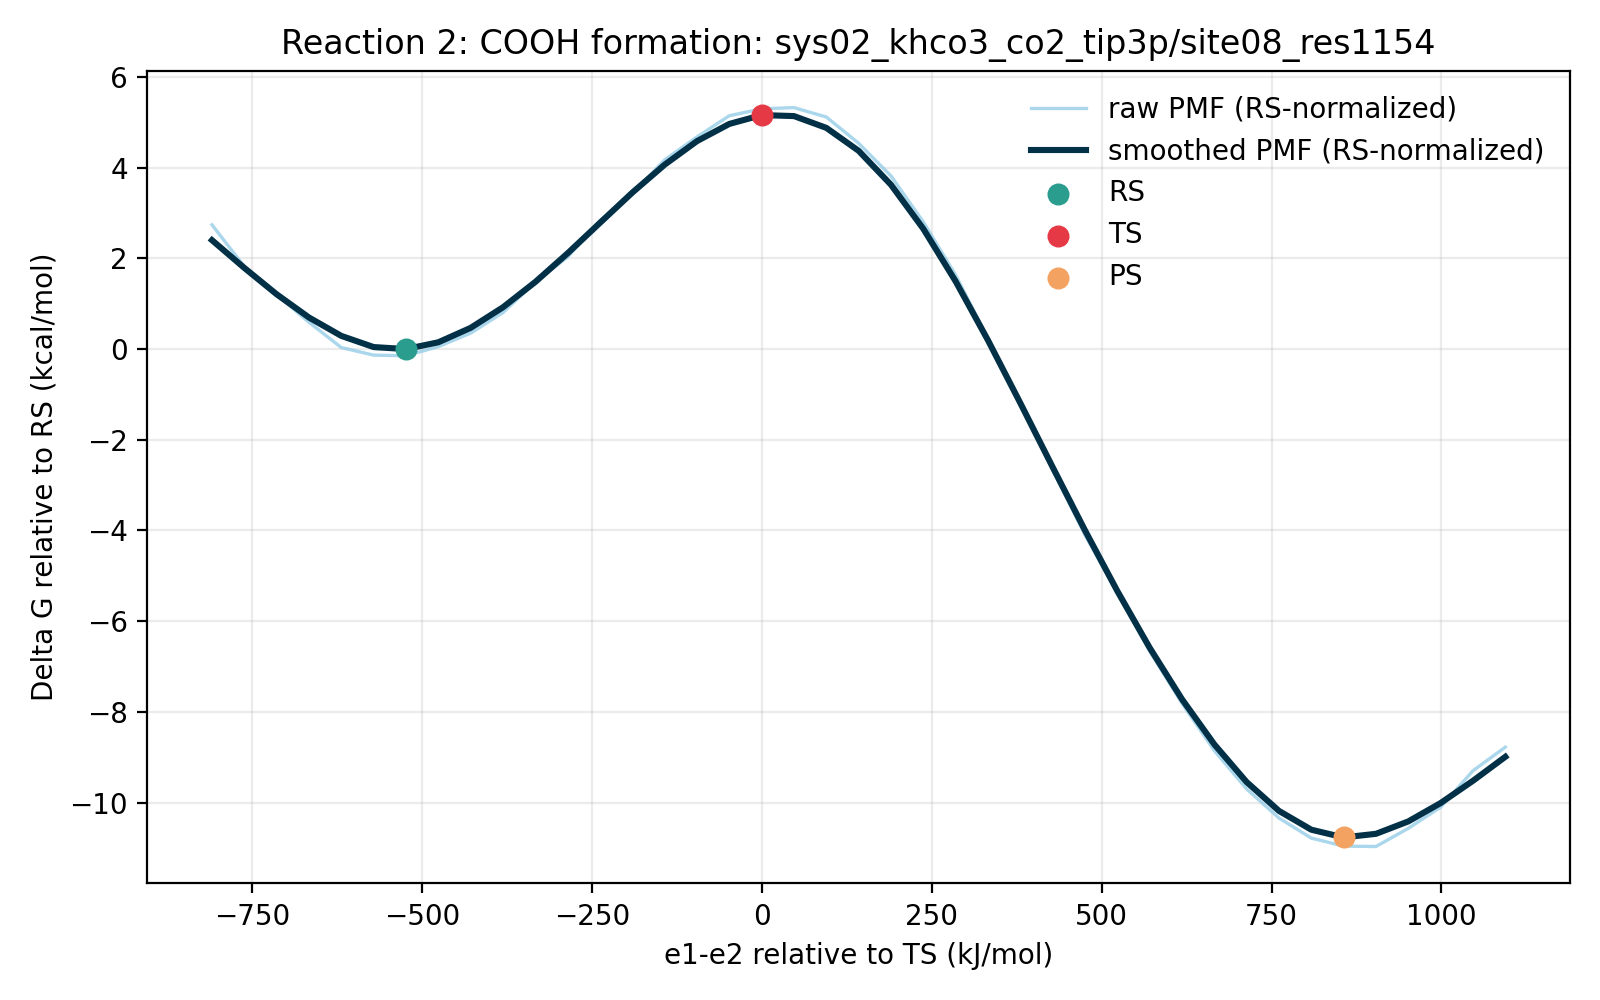 Reaction 2: COOH formation: sys02_khco3_co2_tip3p/site08_res1154
raw PMF (RS-normalized)
smoothed PMF (RS-normalized)
RS
TS
PS
Delta G relative to RS (kcal/mol)
6
4
2
0
−2
−4
−6
−8
−10
−750
−500
−250
0
250
500
750
1000
e1-e2 relative to TS (kJ/mol)